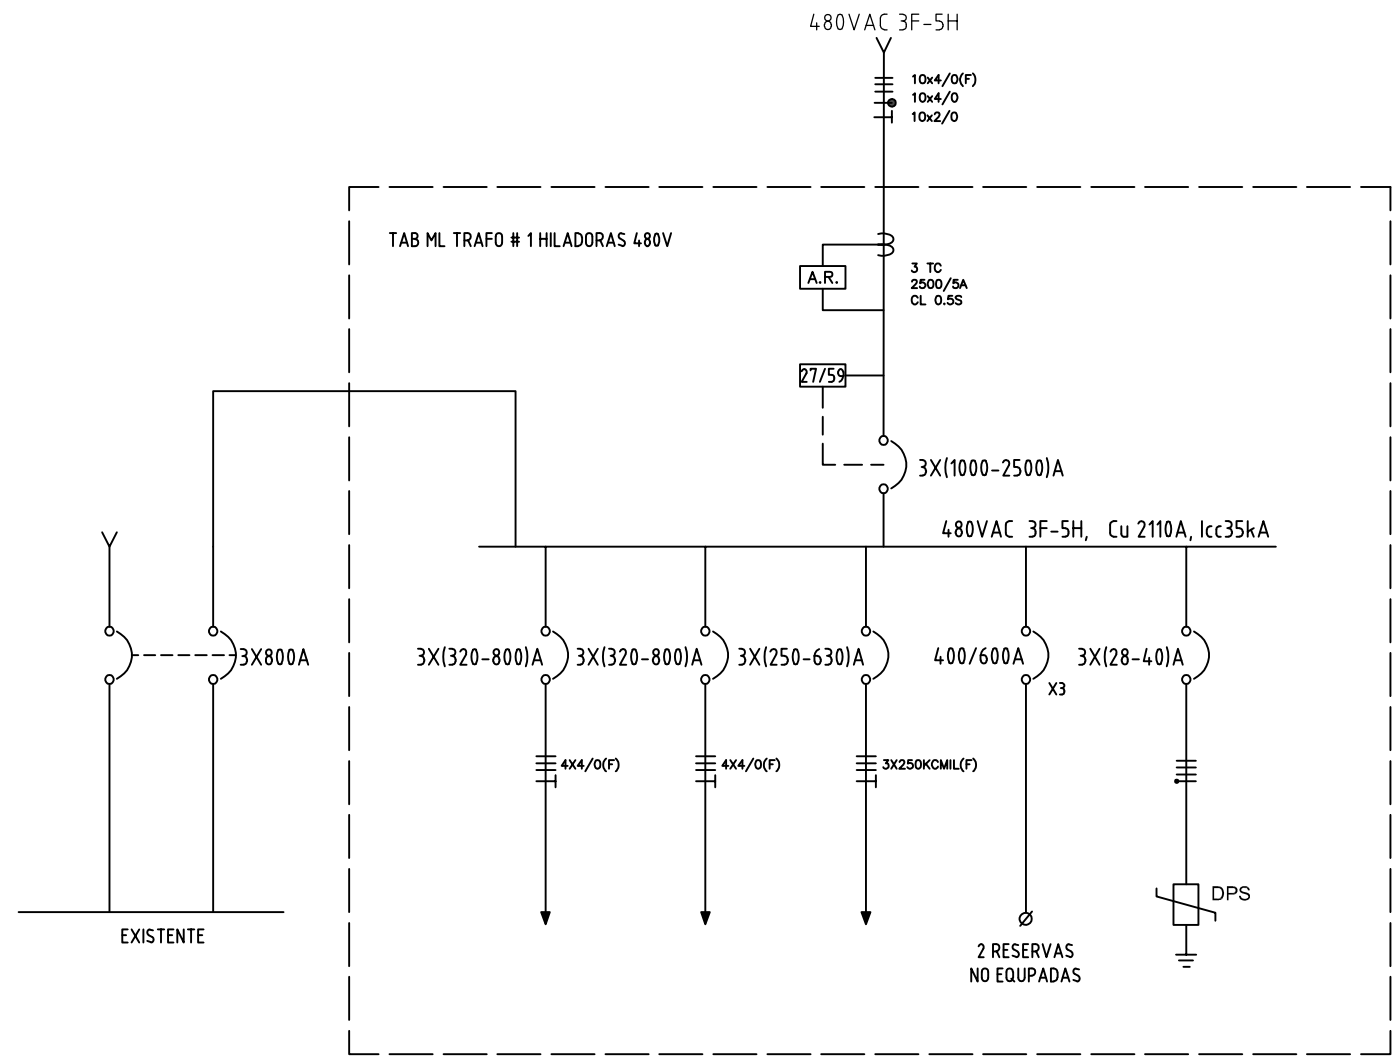 480VAC 3F-5H
10x4/0(F)
10x4/0
10x2/0
TAB ML TRAFO # 1 HILADORAS 480V
A.R.
3 TC
2500/5A
CL 0.5S
27/59
3X(1000-2500)A
480VAC 3F-5H, Cu 2110A, Icc35kA
3X800A
3X(320-800)A
3X(320-800)A
3X(250-630)A
400/600A
3X(28-40)A
X3
4X4/0(F)
4X4/0(F)
3X250KCMIL(F)
DPS
EXISTENTE
2 RESERVAS
NO EQUPADAS